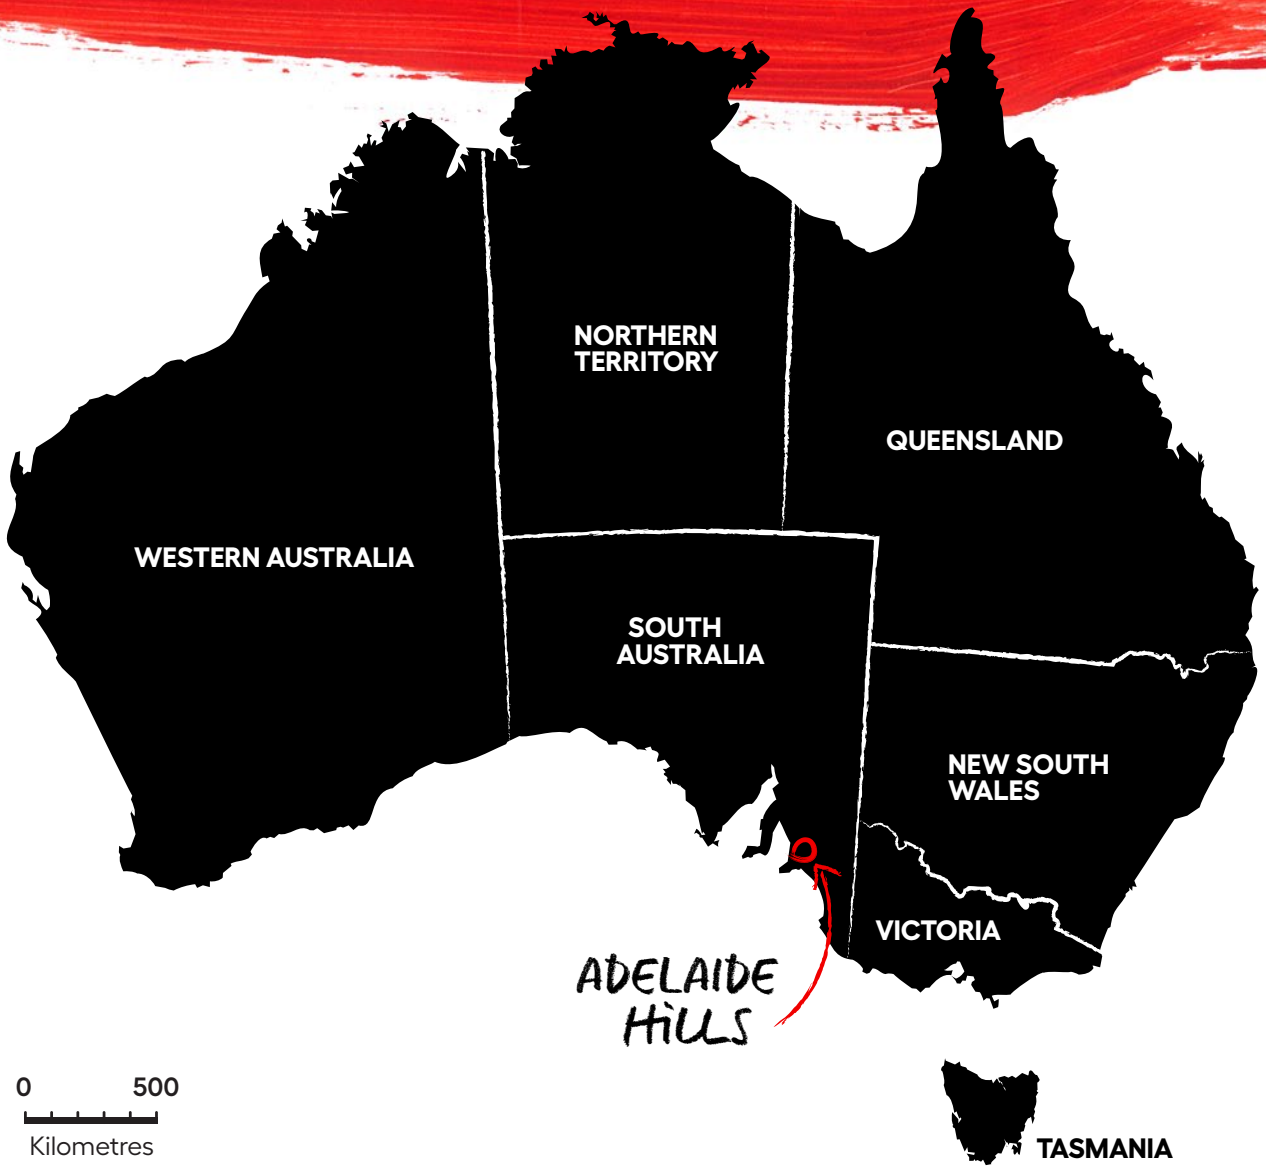 NORTHERN
TERRITORY
QUEENSLAND
WESTERN AUSTRALIA
SOUTH
AUSTRALIA
NEW SOUTH
WALES
VICTORIA
ADELAIDE
HiLLS
0 500
Kilometres
TASMANIA